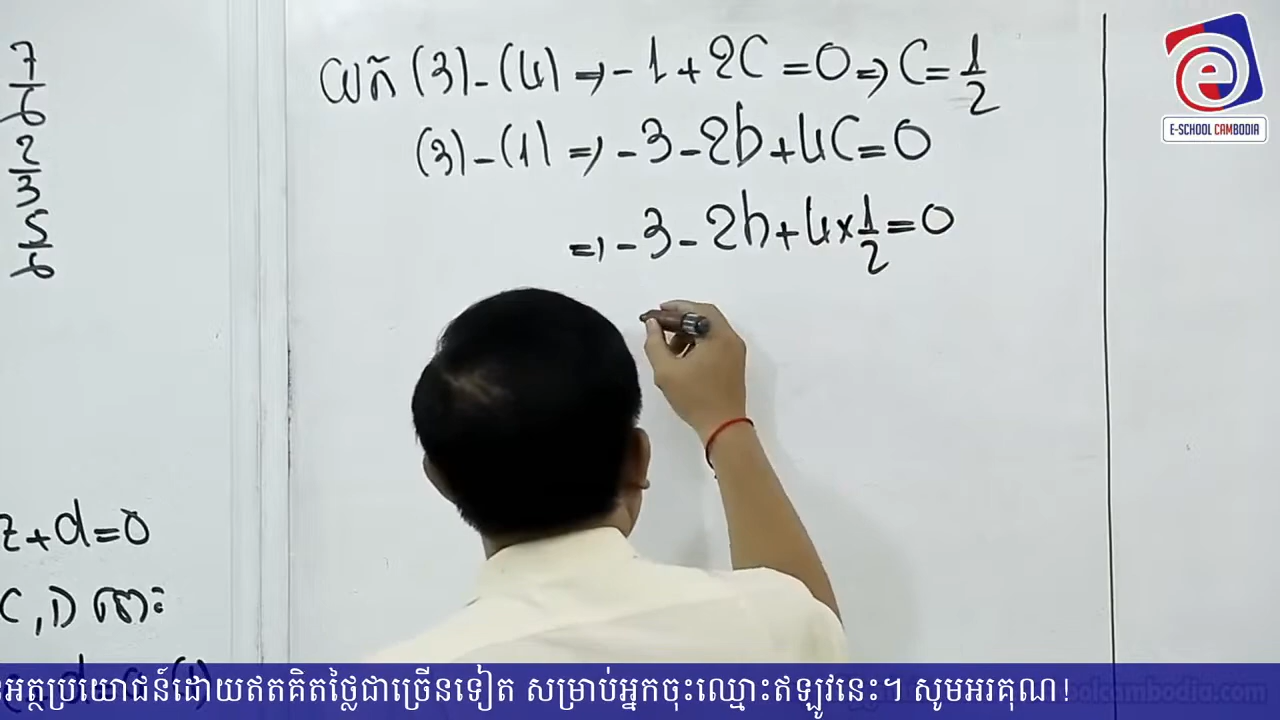 7/6
2/3
5/6
យក (3)-(4) ⇒ -1+2C=0 ⇒ C=1/2
(3)-(1) ⇒ -3-2b+4C=0
⇒ -3-2b+4×1/2=0
z+d=0
C,D នោះ
(1)
E-SCHOOL CAMBODIA
អត្ថប្រយោជន៍ដោយឥតគិតថ្លៃជាច្រើនទៀត សម្រាប់អ្នកចុះឈ្មោះឥឡូវនេះ។ សូមអរគុណ!